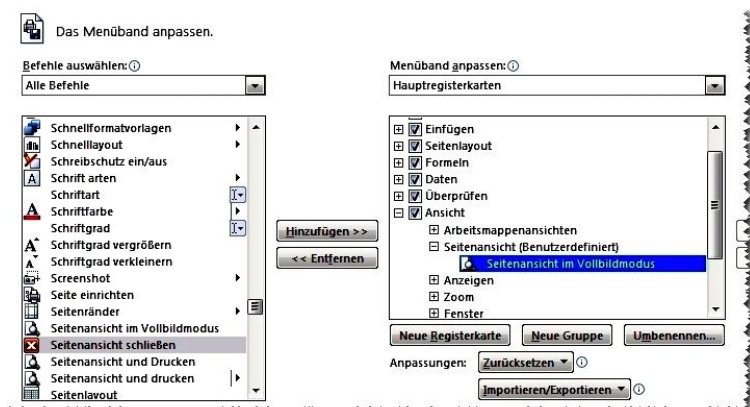 Das Menüband anpassen.
Befehle auswählen:
Alle Befehle
Schnellformatvorlagen
Schnelllayout
Schreibschutz ein/aus
Schrift arten
Schriftart
Schriftfarbe
Schriftgrad
Schriftgrad vergrößern
Schriftgrad verkleinern
Screenshot
Seite einrichten
Seitenränder
Seitenansicht im Vollbildmodus
Seitenansicht schließen
Seitenansicht und Drucken
Seitenansicht und drucken
Seitenlayout
Hinzufügen >>
<< Entfernen
Menüband anpassen:
Hauptregisterkarten
Einfügen
Seitenlayout
Formeln
Daten
Überprüfen
Ansicht
Arbeitsmappenansichten
Seitenansicht (Benutzerdefiniert)
Seitenansicht im Vollbildmodus
Anzeigen
Zoom
Fenster
Neue Registerkarte
Neue Gruppe
Umbenennen...
Anpassungen:
Zurücksetzen
Importieren/Exportieren